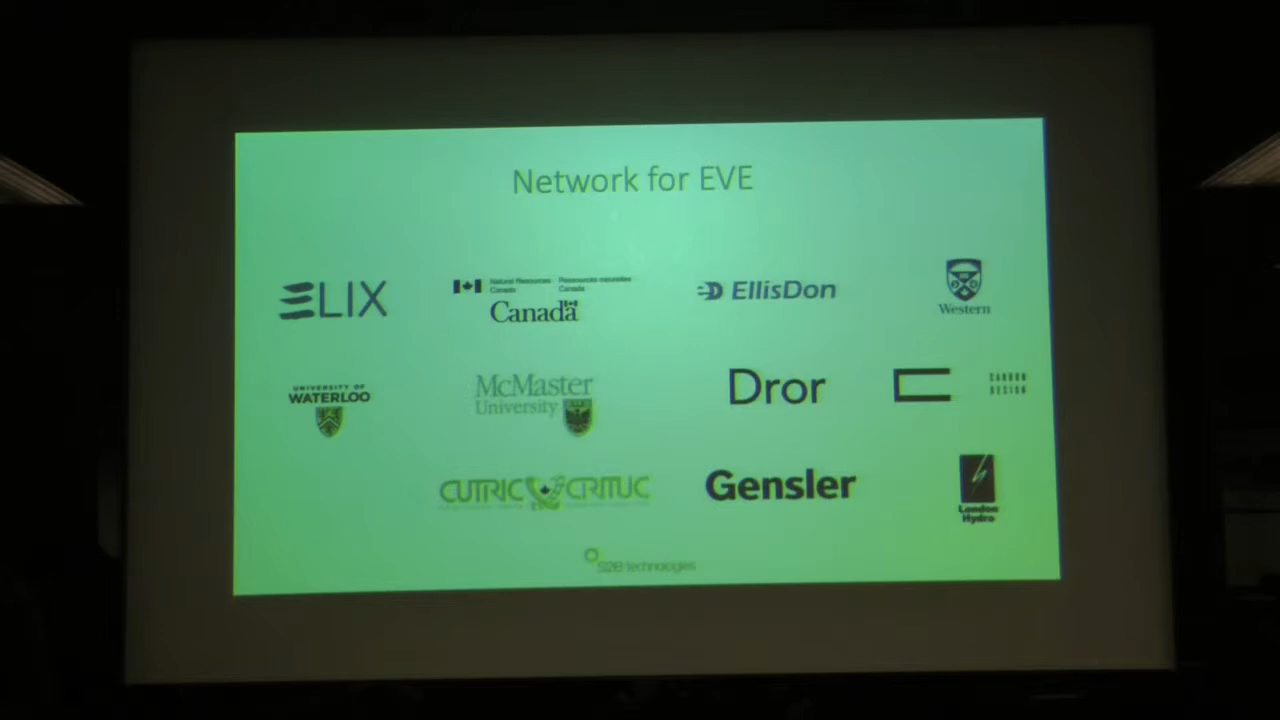 Network for EVE
ELIX
Natural Resources Ressources naturelles
Canada Canada
Canada
EllisDon
Western
UNIVERSITY OF
WATERLOO
McMaster
University
Dror
CARBON
DESIGN
CUTRIC CRITUC
Gensler
London
Hydro
S2E technologies